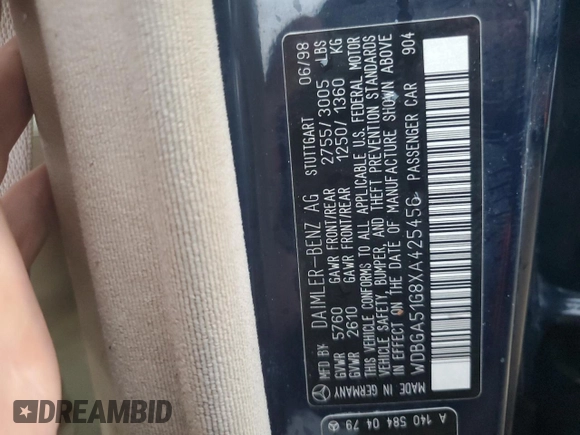 MFD BY DAIMLER-BENZ AG STUTTGART 06/98
GVWR 5760 GAWR FRONT/REAR 2755/3005 LBS
GVWR 2610 GAWR FRONT/REAR 1250/1360 KG
THIS VEHICLE CONFORMS TO ALL APPLICABLE U.S. FEDERAL MOTOR
VEHICLE SAFETY, BUMPER, AND THEFT PREVENTION STANDARDS
IN EFFECT ON THE DATE OF MANUFACTURE SHOWN ABOVE
WDBGA51G8XA425456 PASSENGER CAR 904
MADE IN GERMANY
A 140 584 04 79
DREAMBID